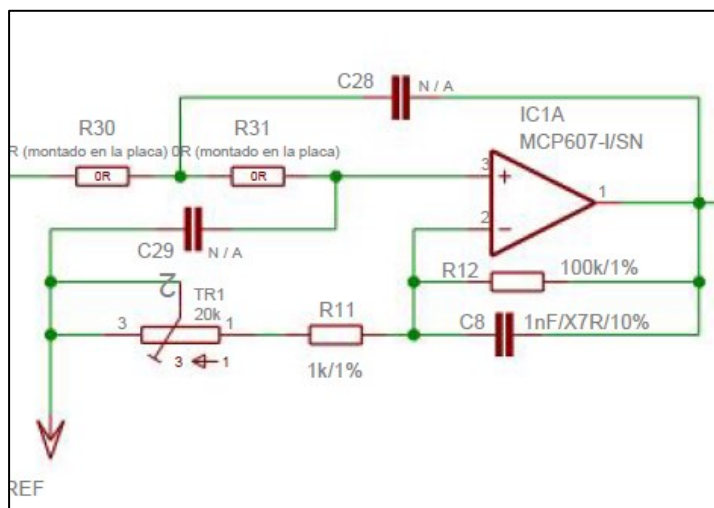 C28
N / A
IC1A
MCP607-I/SN
R30
R31
R (montado en la placa)
0R (montado en la placa)
0R
0R
3
+
1
2
−
C29
N / A
R12
100k/1%
2
TR1
20k
3
1
R11
C8
1nF/X7R/10%
3
1
1k/1%
REF